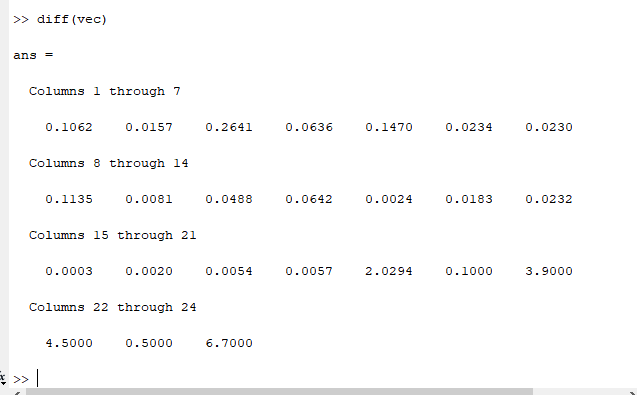 >> diff(vec)
ans =
Columns 1 through 7
0.1062 0.0157 0.2641 0.0636 0.1470 0.0234 0.0230
Columns 8 through 14
0.1135 0.0081 0.0488 0.0642 0.0024 0.0183 0.0232
Columns 15 through 21
0.0003 0.0020 0.0054 0.0057 2.0294 0.1000 3.9000
Columns 22 through 24
4.5000 0.5000 6.7000
>>